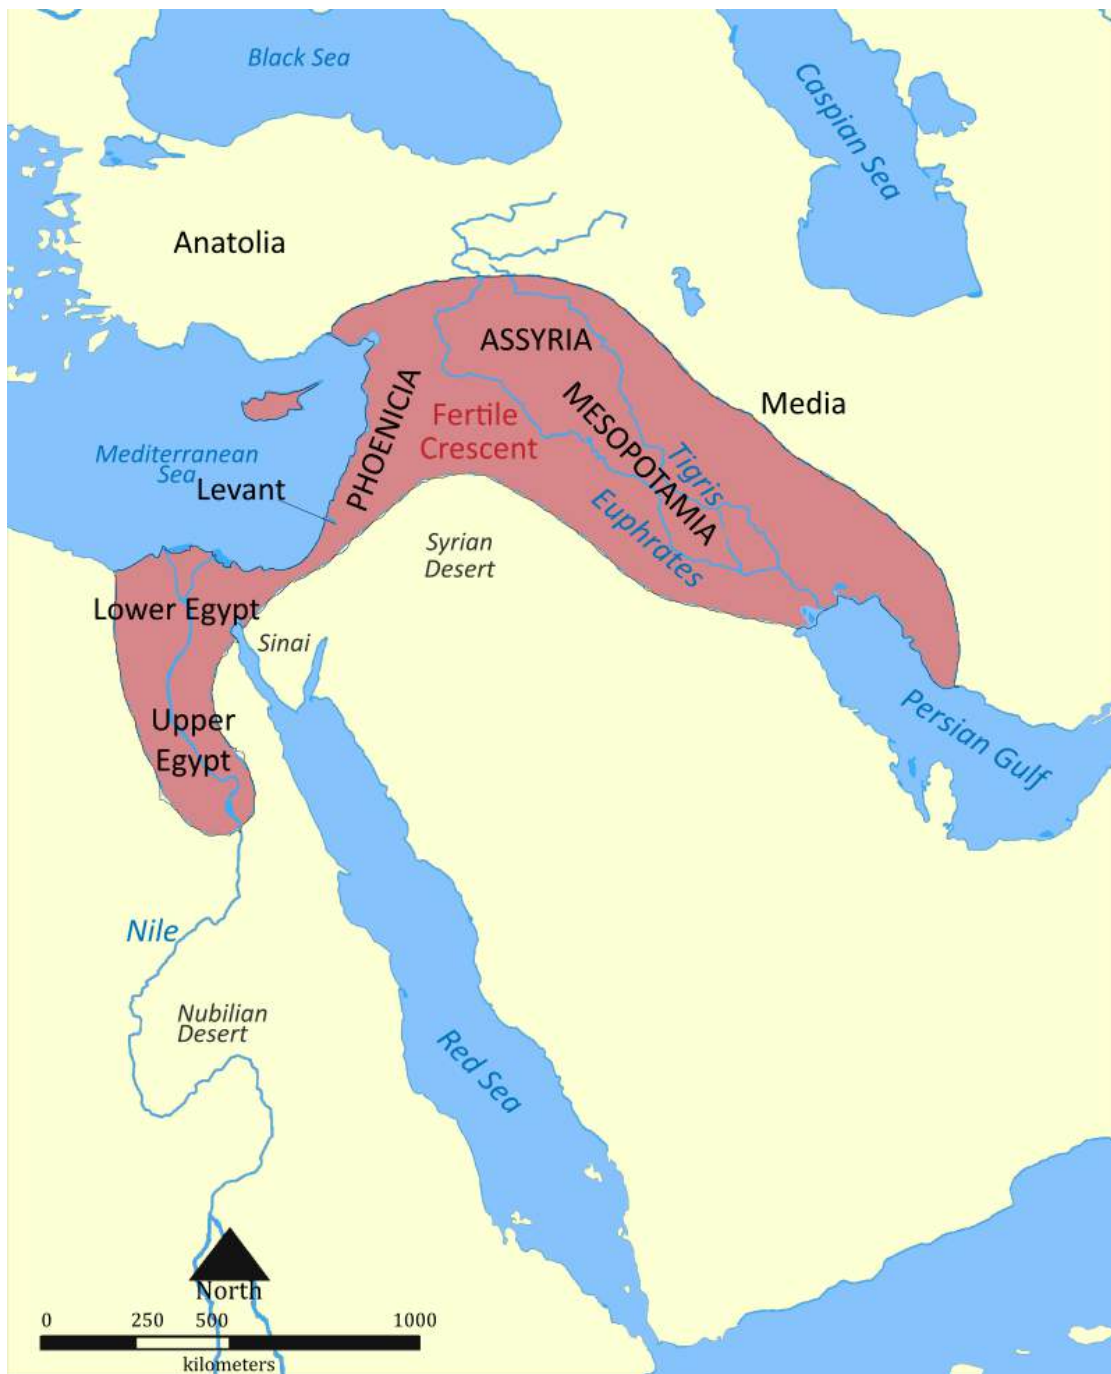 Black Sea
Caspian Sea
Anatolia
ASSYRIA
Media
MESOPOTAMIA
PHOENICIA
Fertile
Crescent
Tigris
Mediterranean
Sea
Levant
Euphrates
Syrian
Desert
Lower Egypt
Sinai
Upper
Egypt
Persian Gulf
Nile
Nubilian
Desert
Red Sea
North
0 250 500 1000
kilometers